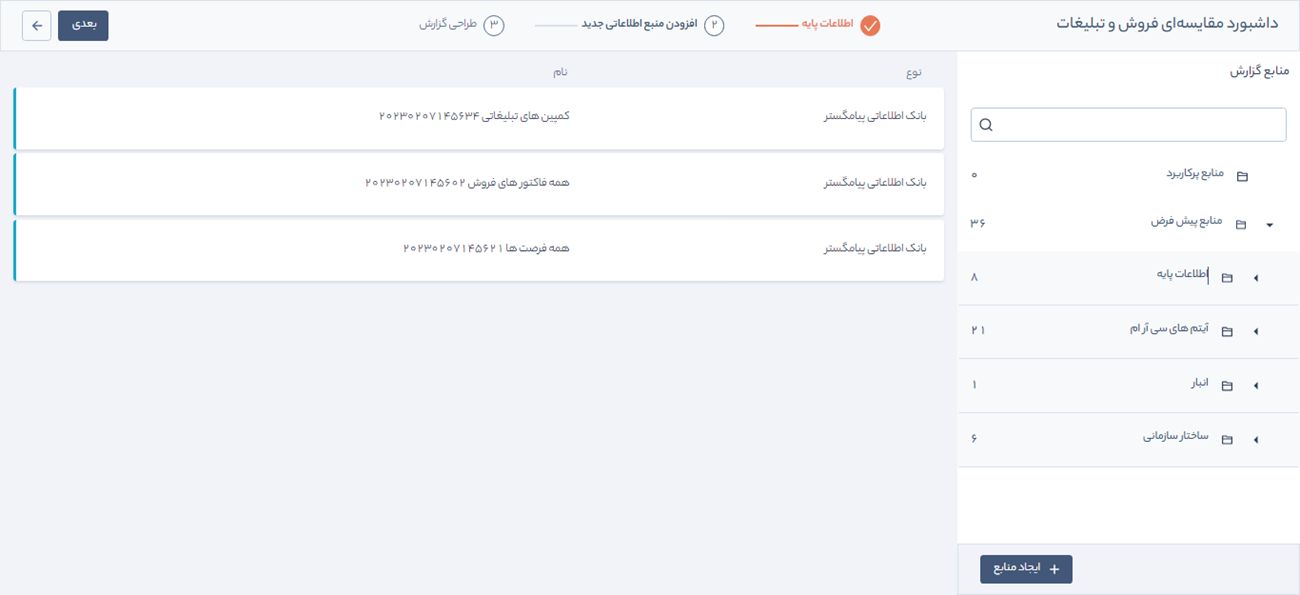 داشبورد مقایسه‌ای فروش و تبلیغات
اطلاعات پایه
۲ افزودن منبع اطلاعاتی جدید
۳ طراحی گزارش
بعدی
منابع گزارش
منابع پرکاربرد ۰
منابع پیش فرض ۳۶
اطلاعات پایه ۸
آیتم های سی آر ام ۲۱
انبار ۱
ساختار سازمانی ۶
+ ایجاد منابع
نوع نام
بانک اطلاعاتی پیامگستر کمپین های تبلیغاتی ۲۰۲۳۰۲۰۷۱۴۵۶۳۴
بانک اطلاعاتی پیامگستر همه فاکتور های فروش ۲۰۲۳۰۲۰۷۱۴۵۶۰۲
بانک اطلاعاتی پیامگستر همه فرصت ها ۲۰۲۳۰۲۰۷۱۴۵۶۲۱